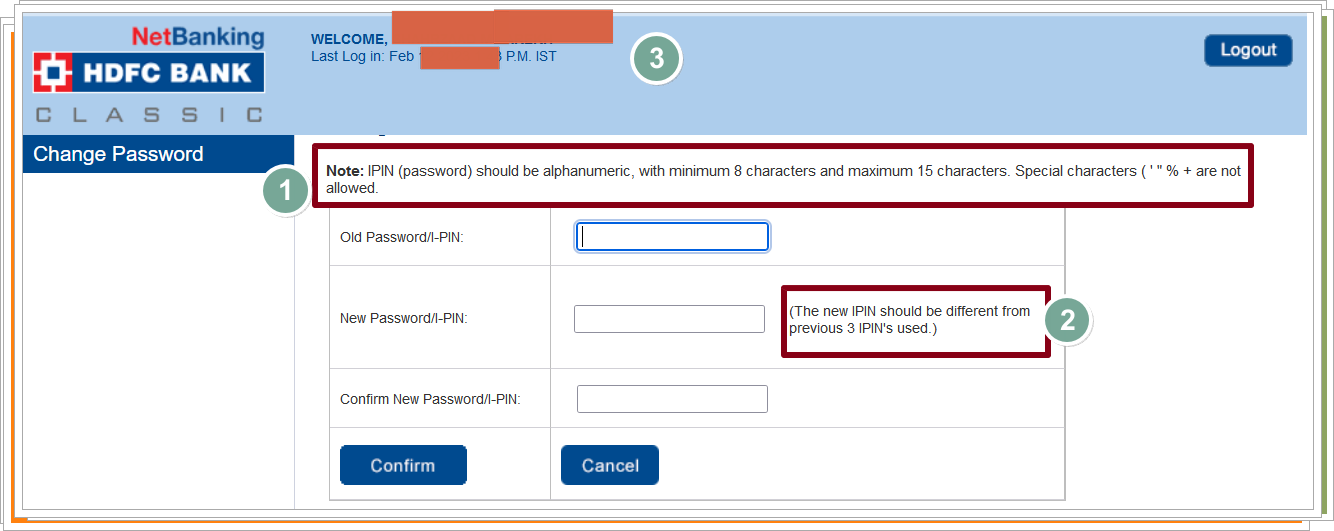 NetBanking
HDFC BANK
CLASSIC
WELCOME,
Last Log in: Feb P.M. IST
3
Logout
Change Password
1
Note: IPIN (password) should be alphanumeric, with minimum 8 characters and maximum 15 characters. Special characters ( ' " % + are not
allowed.
Old Password/I-PIN:
New Password/I-PIN:
(The new IPIN should be different from
previous 3 IPIN's used.)
2
Confirm New Password/I-PIN:
Confirm
Cancel